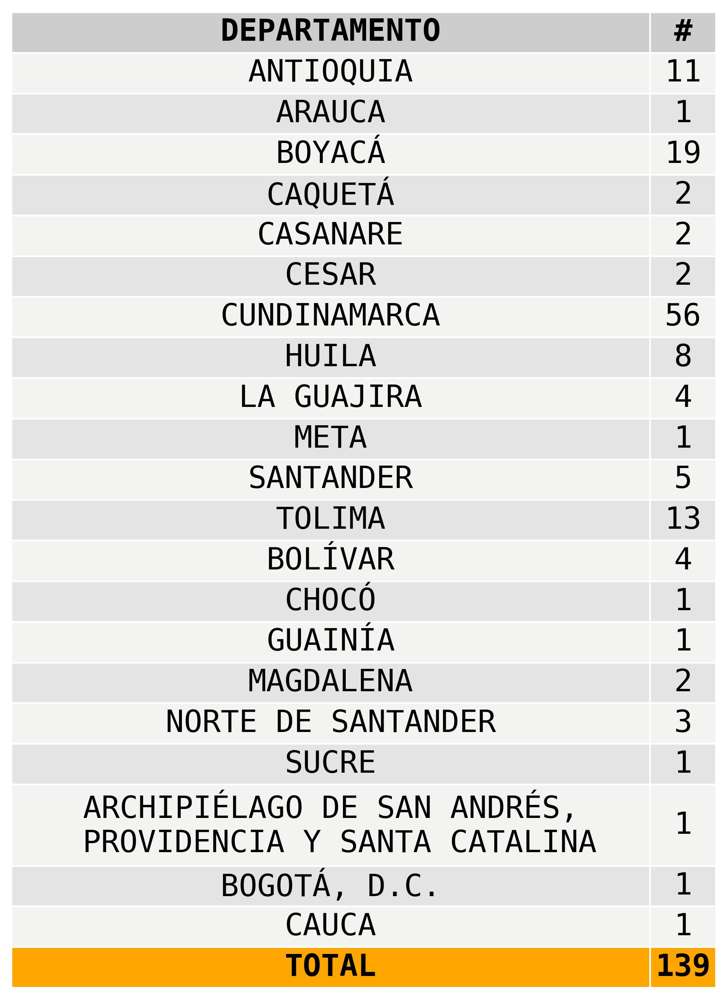 DEPARTAMENTO #
ANTIOQUIA 11
ARAUCA 1
BOYACÁ 19
CAQUETÁ 2
CASANARE 2
CESAR 2
CUNDINAMARCA 56
HUILA 8
LA GUAJIRA 4
META 1
SANTANDER 5
TOLIMA 13
BOLÍVAR 4
CHOCÓ 1
GUAINÍA 1
MAGDALENA 2
NORTE DE SANTANDER 3
SUCRE 1
ARCHIPIÉLAGO DE SAN ANDRÉS,
PROVIDENCIA Y SANTA CATALINA 1
BOGOTÁ, D.C. 1
CAUCA 1
TOTAL 139